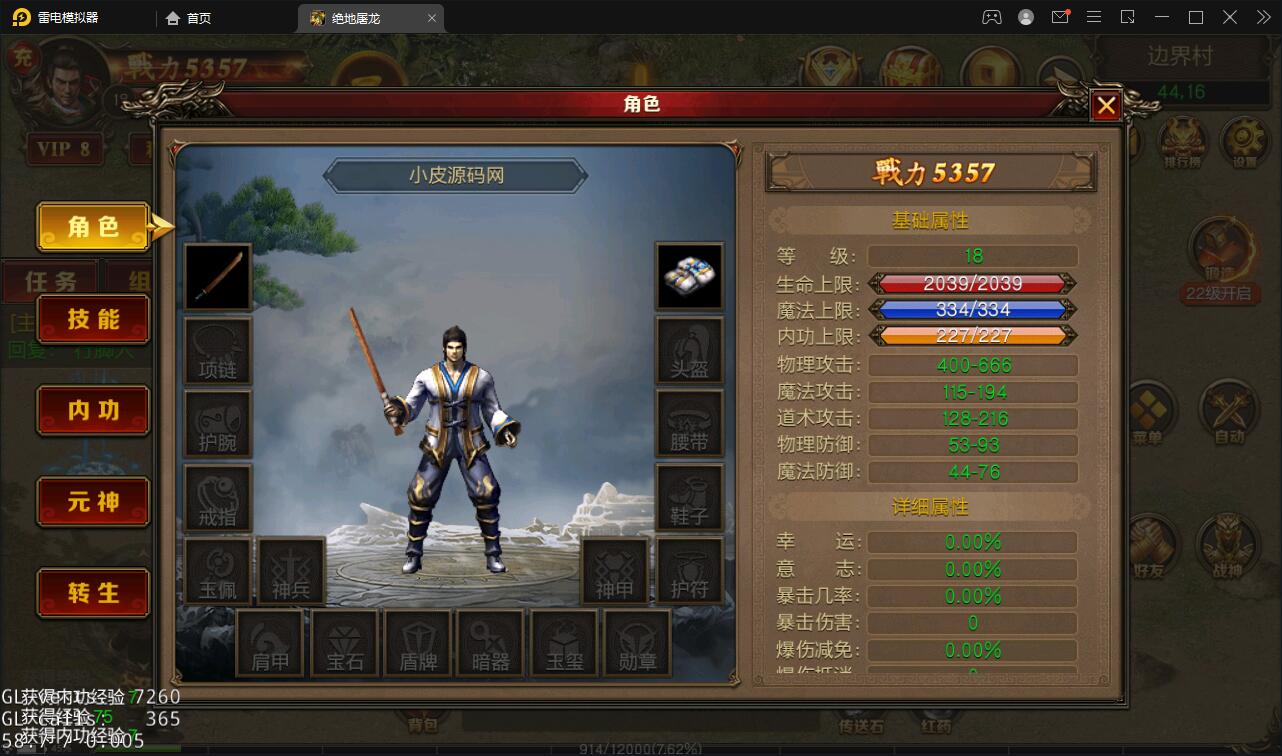 雷电模拟器
首页
绝地屠龙
充
戰力5357
边界村
44,16
角色
VIP 8
排行榜
设置
小皮源码网
戰力5357
基础属性
角色
任务
组
技能
内功
元神
转生
等 级: 18
生命上限: 2039/2039
魔法上限: 334/334
内功上限: 227/227
物理攻击: 400-666
魔法攻击: 115-194
道术攻击: 128-216
物理防御: 53-93
魔法防御: 44-76
详细属性
幸 运: 0.00%
意 志: 0.00%
暴击几率: 0.00%
暴击伤害: 0
爆伤减免: 0.00%
项链
头盔
护腕
腰带
戒指
鞋子
玉佩
神兵
神甲
护符
肩甲
宝石
盾牌
暗器
玉玺
勋章
锻造
22级开启
菜单
自动
好友
战神
获得内功经验
7260
获得经验 75
365
获得内功经验
背包
传送石
红药
914/12000(7.62%)